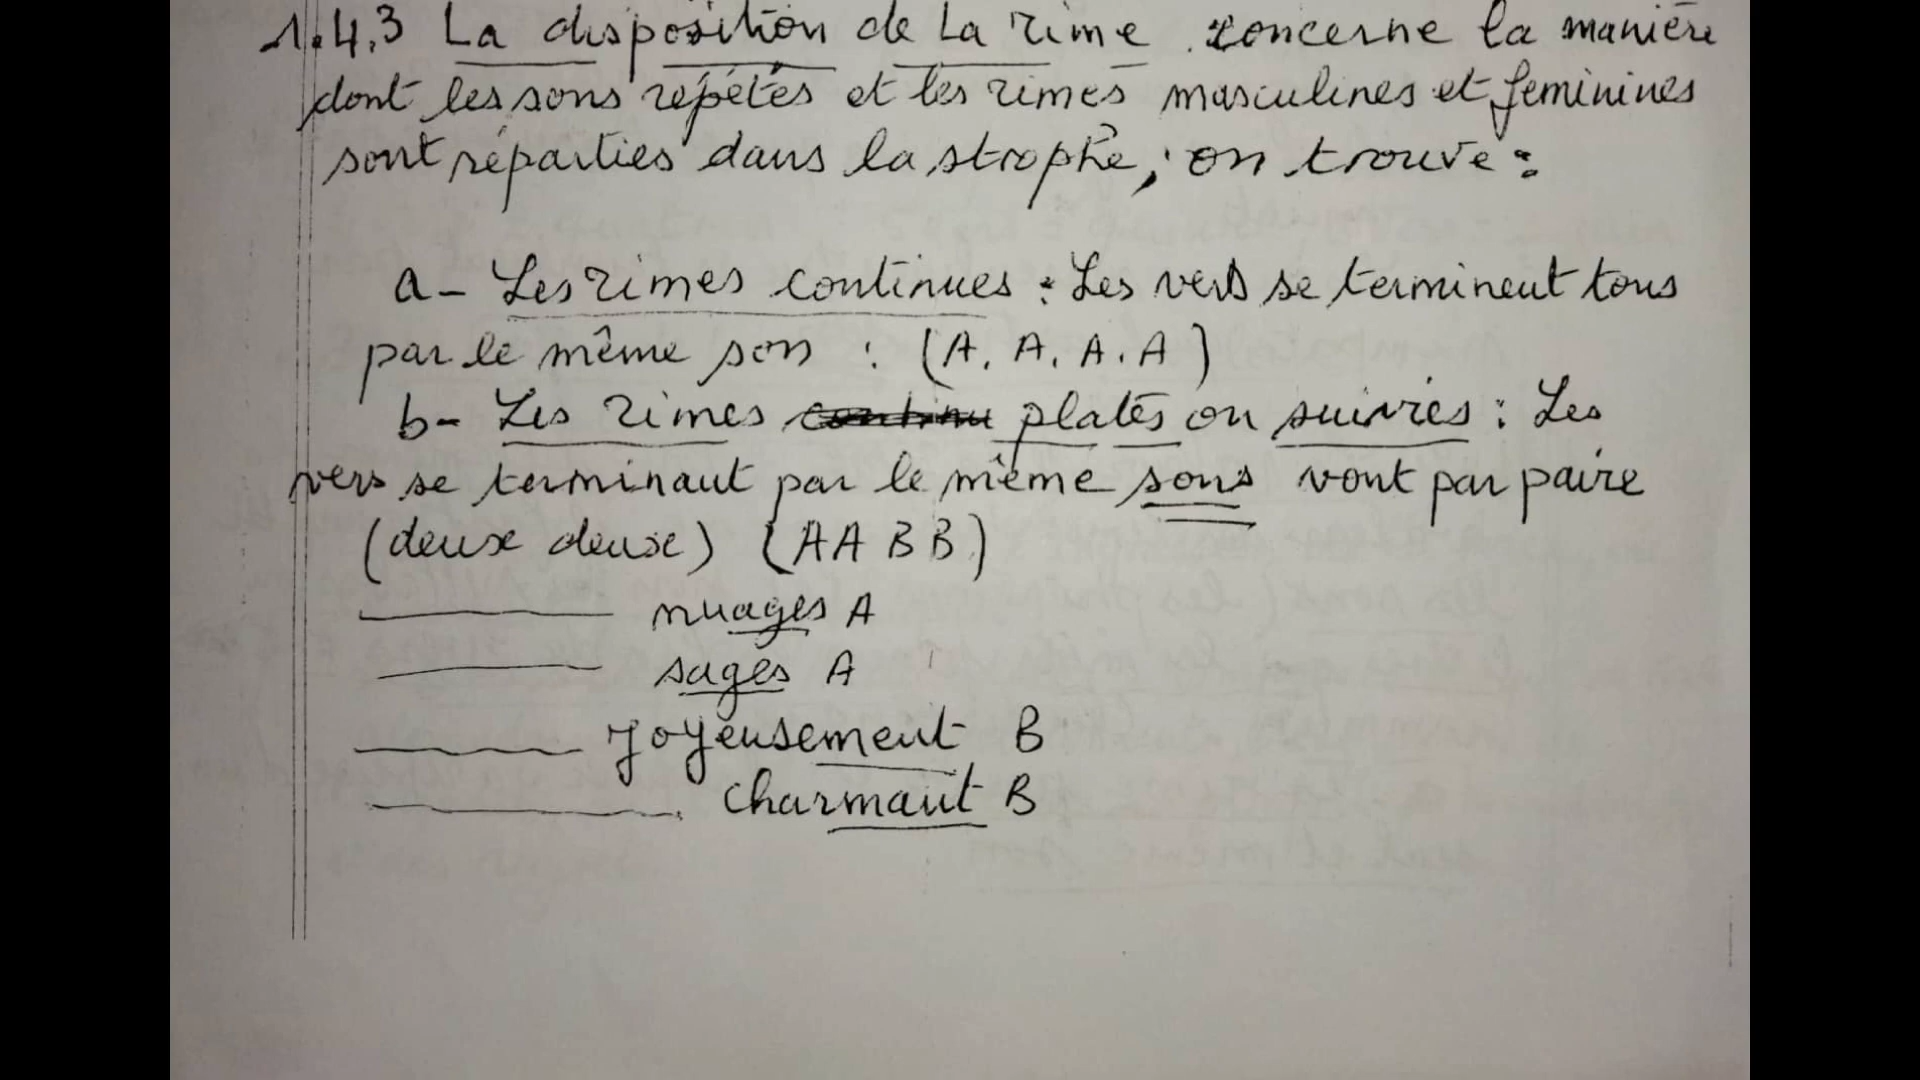 1.4.3 La disposition de La rime concerne la manière
dont les sons répétés et les rimes masculines et feminines
sont réparties dans la strophe, on trouve :
a- Les rimes continues : Les vers se terminent tous
par le même son : (A. A. A. A)
b- Les rimes continu plates ou suivies : Les
vers se terminant par le même sons vont par paire
(deux deux) (AABB)
nuages A
sages A
Joyeusement B
Charmant B